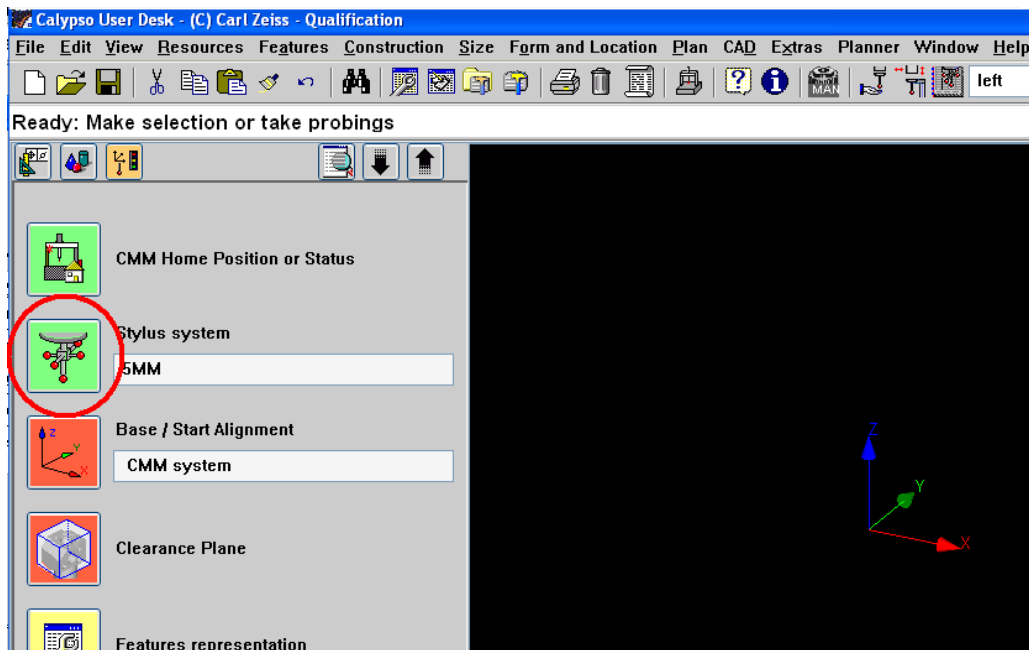 Calypso User Desk - (C) Carl Zeiss - Qualification
File Edit View Resources Features Construction Size Form and Location Plan CAD Extras Planner Window Help
MAN
left
Ready: Make selection or take probings
CMM Home Position or Status
Stylus system
5MM
Base / Start Alignment
Z
Y
X
CMM system
Z
Y
X
Clearance Plane
Features representation